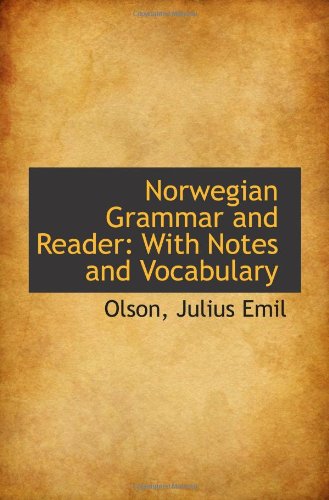 Norwegian
Grammar and
Reader: With Notes
and Vocabulary
Olson, Julius Emil